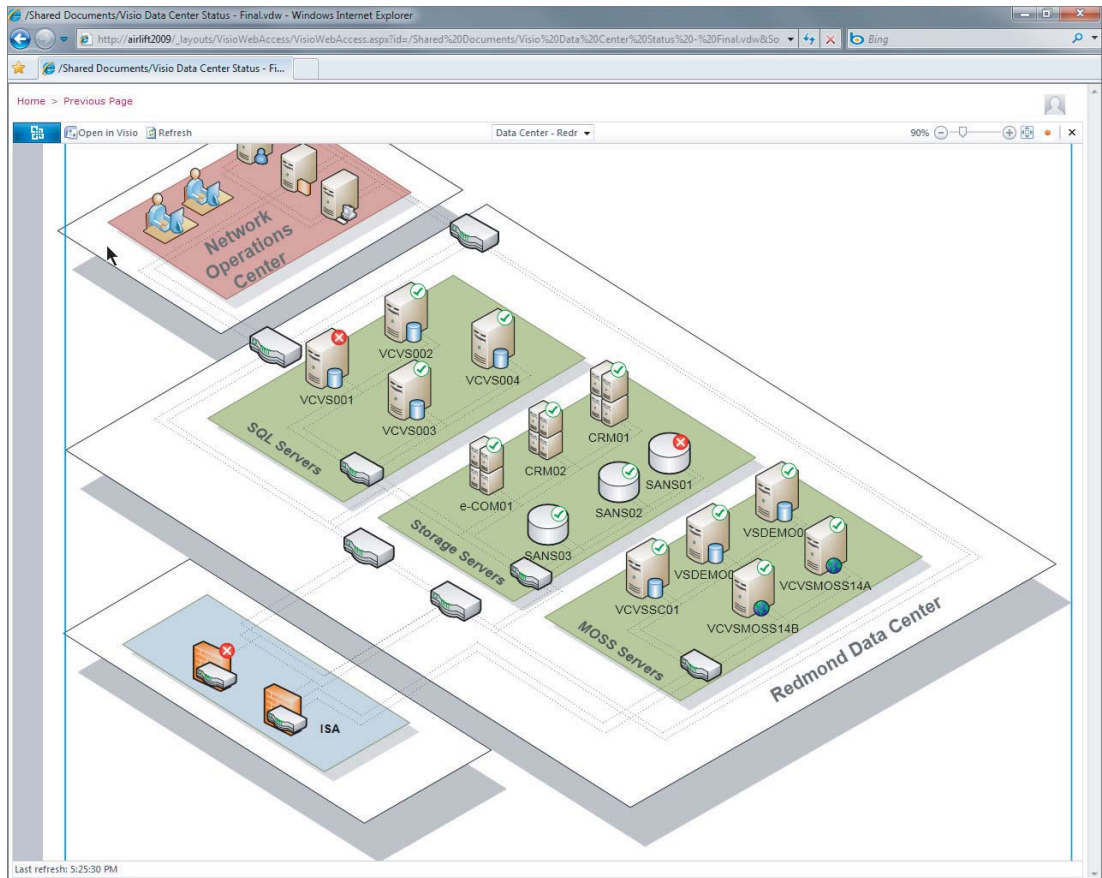 /Shared Documents/Visio Data Center Status - Final.vdw - Windows Internet Explorer
http://airlift2009/_layouts/VisioWebAccess/VisioWebAccess.aspx?id=/Shared%20Documents/Visio%20Data%20Center%20Status%20-%20Final.vdw&So
Bing
/Shared Documents/Visio Data Center Status - Fi...
Home > Previous Page
Open in Visio Refresh
Data Center - Redr
90%
Network
Operations
Center
VCVS002
VCVS004
VCVS001
VCVS003
SQL Servers
CRM01
CRM02
SANS01
e-COM01
SANS02
SANS03
Storage Servers
VSDEMO0
VSDEMO0
VCVSMOSS14A
VCVSSC01
VCVSMOSS14B
MOSS Servers
Redmond Data Center
ISA
Last refresh: 5:25:30 PM